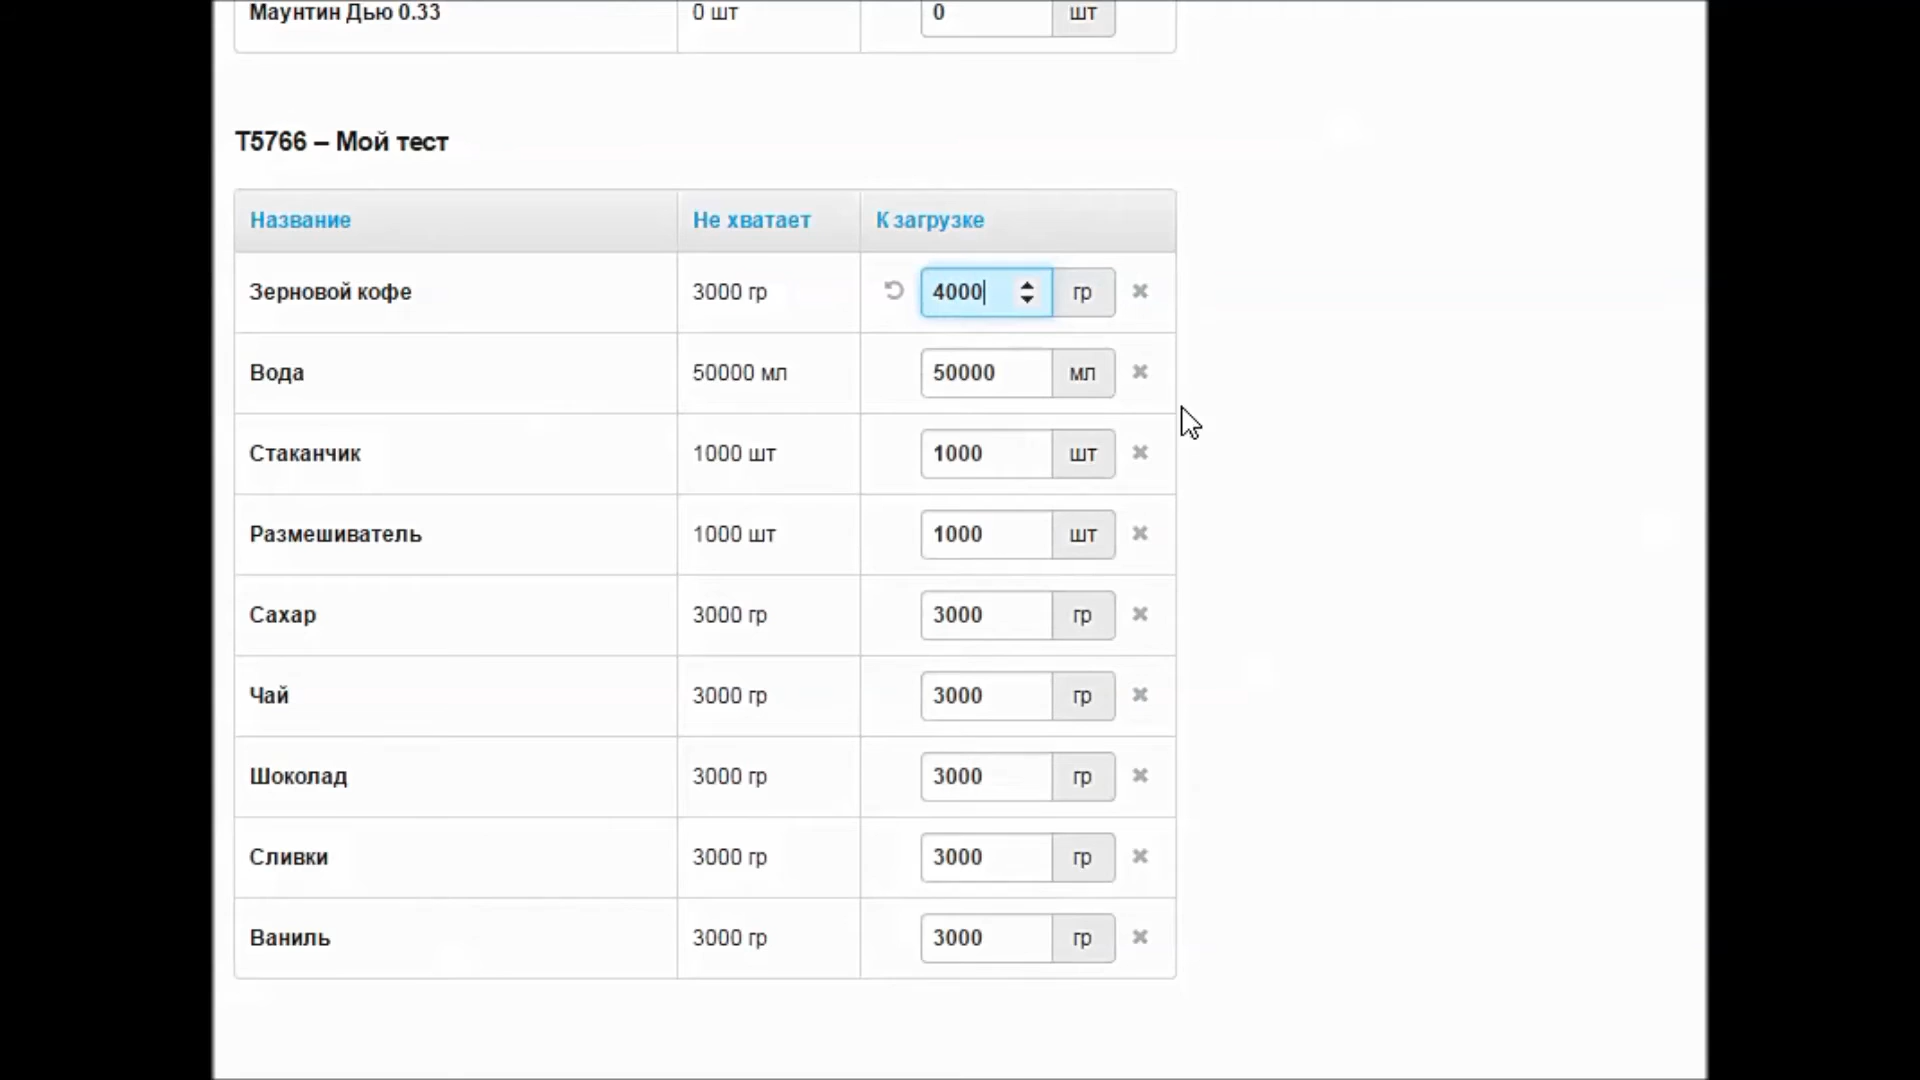 Маунтин Дью 0.33 0 шт 0 шт
T5766 – Мой тест
Название Не хватает К загрузке
Зерновой кофе 3000 гр 4000 гр
Вода 50000 мл 50000 мл
Стаканчик 1000 шт 1000 шт
Размешиватель 1000 шт 1000 шт
Сахар 3000 гр 3000 гр
Чай 3000 гр 3000 гр
Шоколад 3000 гр 3000 гр
Сливки 3000 гр 3000 гр
Ваниль 3000 гр 3000 гр